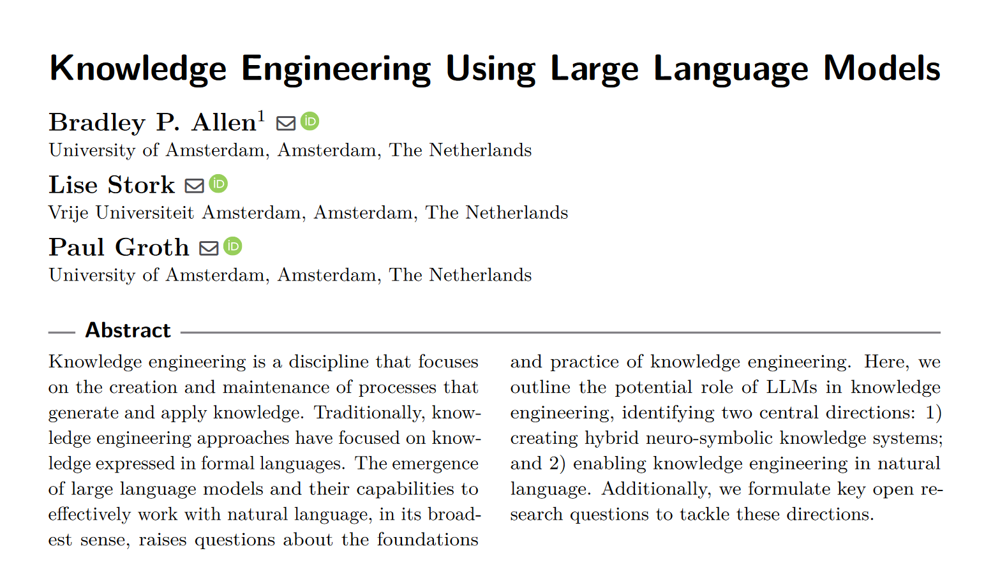 Knowledge Engineering Using Large Language Models
Bradley P. Allen¹ iD
University of Amsterdam, Amsterdam, The Netherlands
Lise Stork iD
Vrije Universiteit Amsterdam, Amsterdam, The Netherlands
Paul Groth iD
University of Amsterdam, Amsterdam, The Netherlands
Abstract
Knowledge engineering is a discipline that focuses
on the creation and maintenance of processes that
generate and apply knowledge. Traditionally, know-
ledge engineering approaches have focused on know-
ledge expressed in formal languages. The emergence
of large language models and their capabilities to
effectively work with natural language, in its broad-
est sense, raises questions about the foundations
and practice of knowledge engineering. Here, we
outline the potential role of LLMs in knowledge
engineering, identifying two central directions: 1)
creating hybrid neuro-symbolic knowledge systems;
and 2) enabling knowledge engineering in natural
language. Additionally, we formulate key open re-
search questions to tackle these directions.